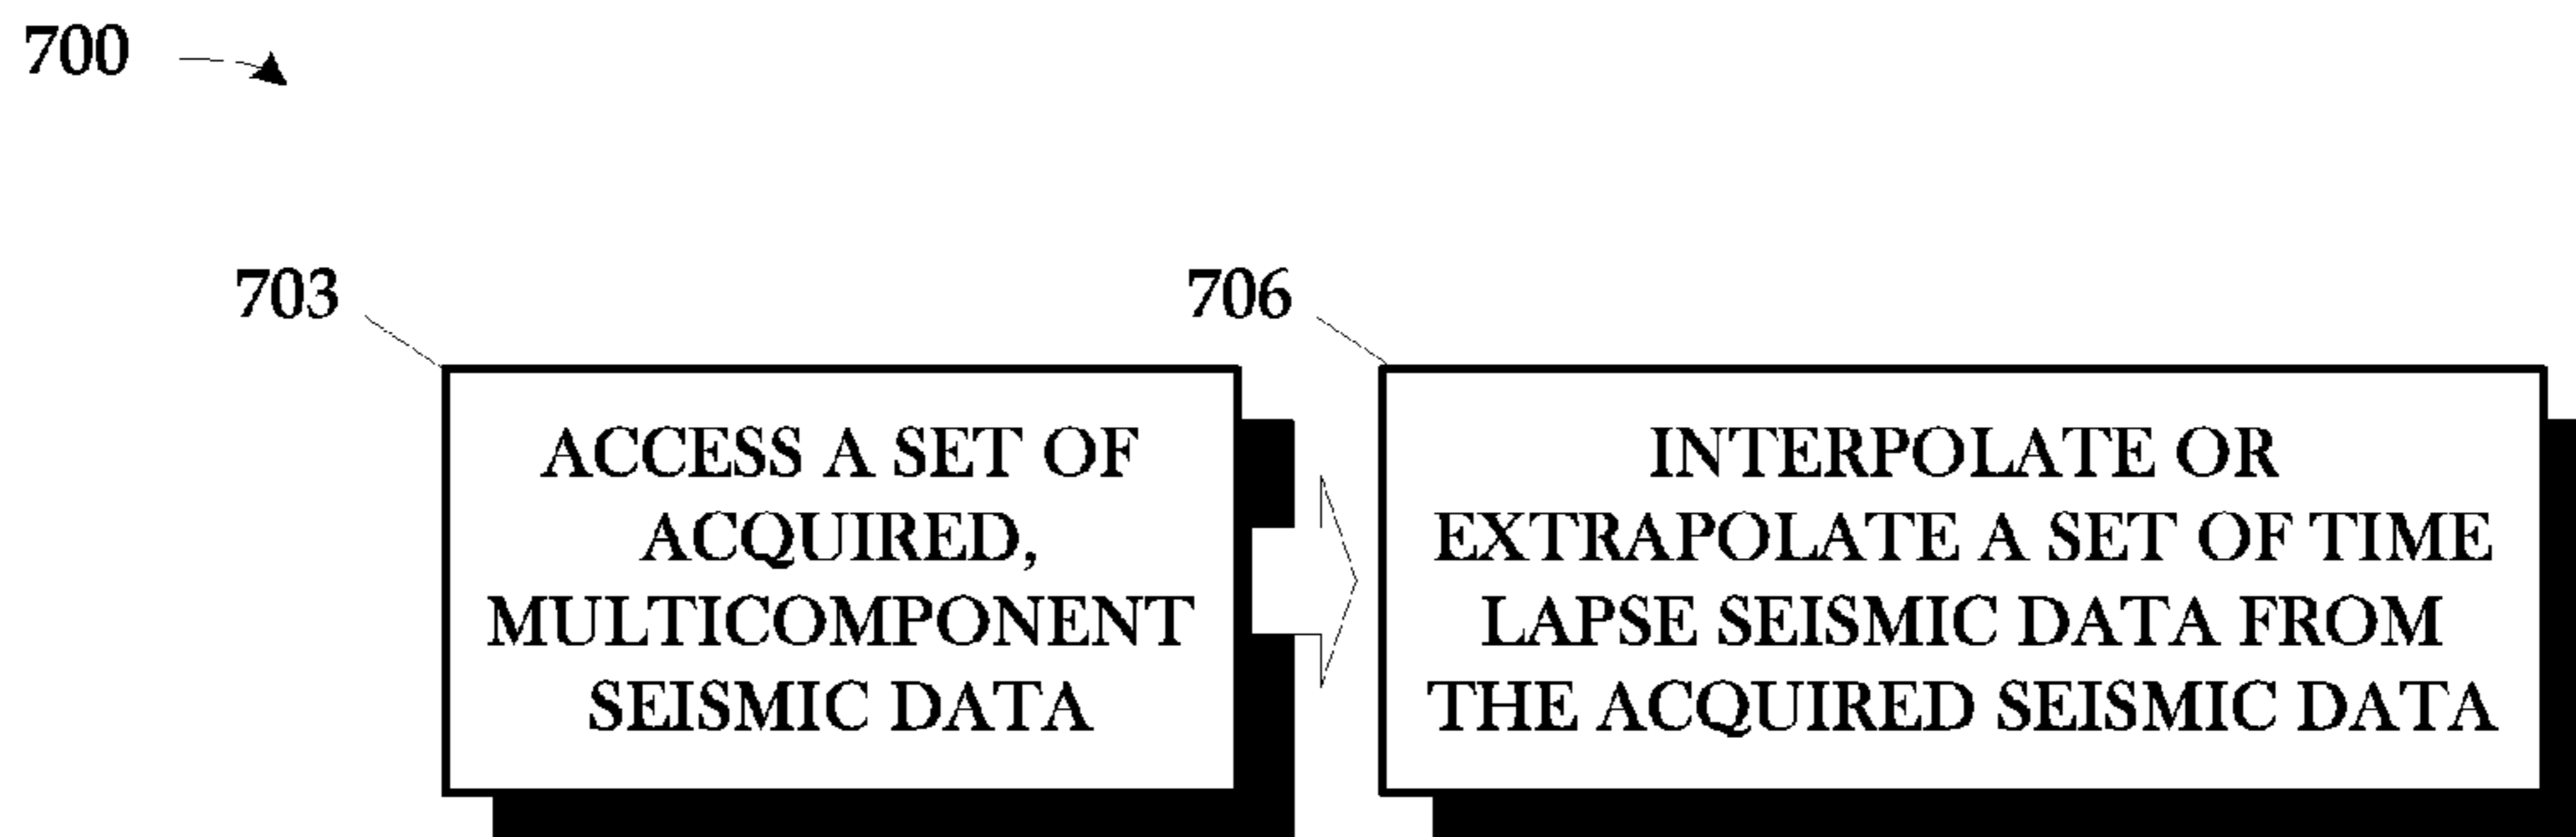 700
703
ACCESS A SET OF
ACQUIRED,
MULTICOMPONENT
SEISMIC DATA
706
INTERPOLATE OR
EXTRAPOLATE A SET OF TIME
LAPSE SEISMIC DATA FROM
THE ACQUIRED SEISMIC DATA